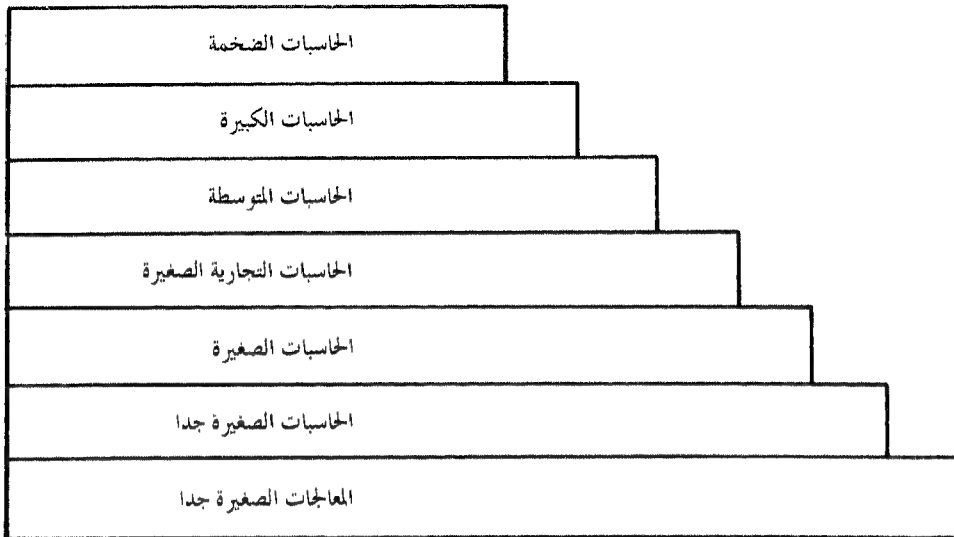 الحاسبات الضخمة
الحاسبات الكبيرة
الحاسبات المتوسطة
الحاسبات التجارية الصغيرة
الحاسبات الصغيرة
الحاسبات الصغيرة جدا
المعالجات الصغيرة جدا